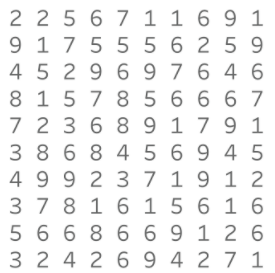 2 2 5 6 7 1 1 6 9 1
9 1 7 5 5 5 6 2 5 9
4 5 2 9 6 9 7 6 4 6
8 1 5 7 8 5 6 6 6 7
7 2 3 6 8 9 1 7 9 1
3 8 6 8 4 5 6 9 4 5
4 9 9 2 3 7 1 9 1 2
3 7 8 1 6 1 5 6 1 6
5 6 6 8 6 6 9 1 2 6
3 2 4 2 6 9 4 2 7 1